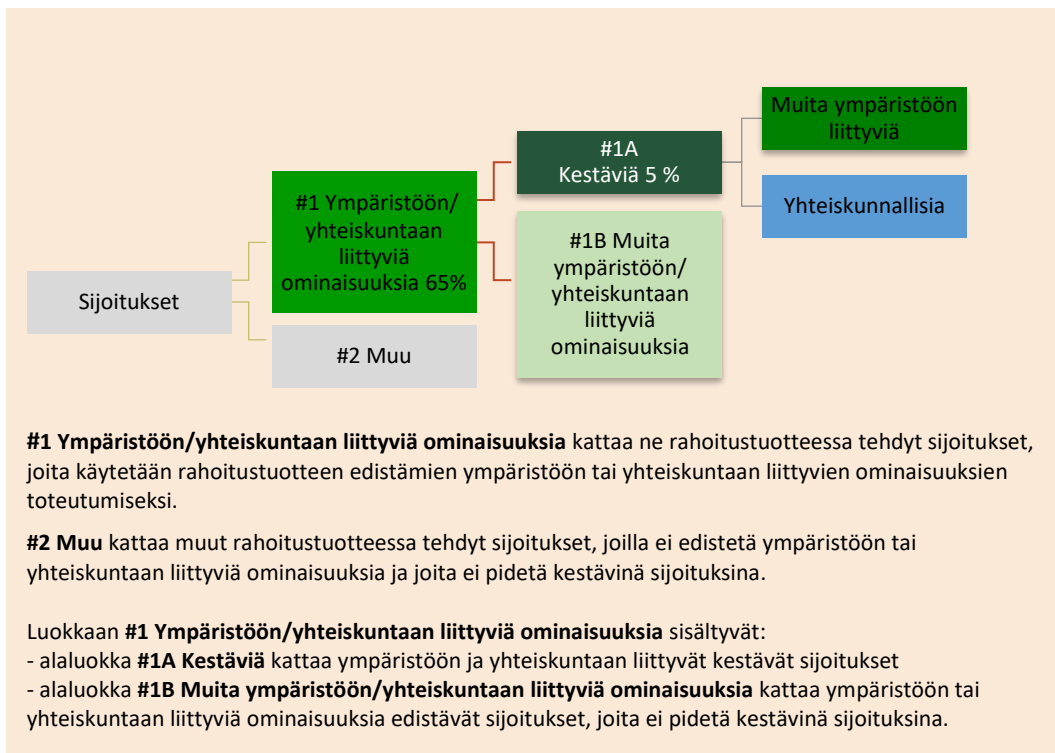 Sijoitukset
#1 Ympäristöön/
yhteiskuntaan
liittyviä
ominaisuuksia 65%
#2 Muu
#1A
Kestäviä 5 %
#1B Muita
ympäristöön/
yhteiskuntaan
liittyviä
ominaisuuksia
Muita ympäristöön
liittyviä
Yhteiskunnallisia
#1 Ympäristöön/yhteiskuntaan liittyviä ominaisuuksia kattaa ne rahoitustuotteessa tehdyt sijoitukset,
joita käytetään rahoitustuotteen edistämien ympäristöön tai yhteiskuntaan liittyvien ominaisuuksien
toteutumiseksi.
#2 Muu kattaa muut rahoitustuotteessa tehdyt sijoitukset, joilla ei edistetä ympäristöön tai
yhteiskuntaan liittyviä ominaisuuksia ja joita ei pidetä kestävinä sijoituksina.
Luokkaan #1 Ympäristöön/yhteiskuntaan liittyviä ominaisuuksia sisältyvät:
- alaluokka #1A Kestäviä kattaa ympäristöön ja yhteiskuntaan liittyvät kestävät sijoitukset
- alaluokka #1B Muita ympäristöön/yhteiskuntaan liittyviä ominaisuuksia kattaa ympäristöön tai
yhteiskuntaan liittyviä ominaisuuksia edistävät sijoitukset, joita ei pidetä kestävinä sijoituksina.